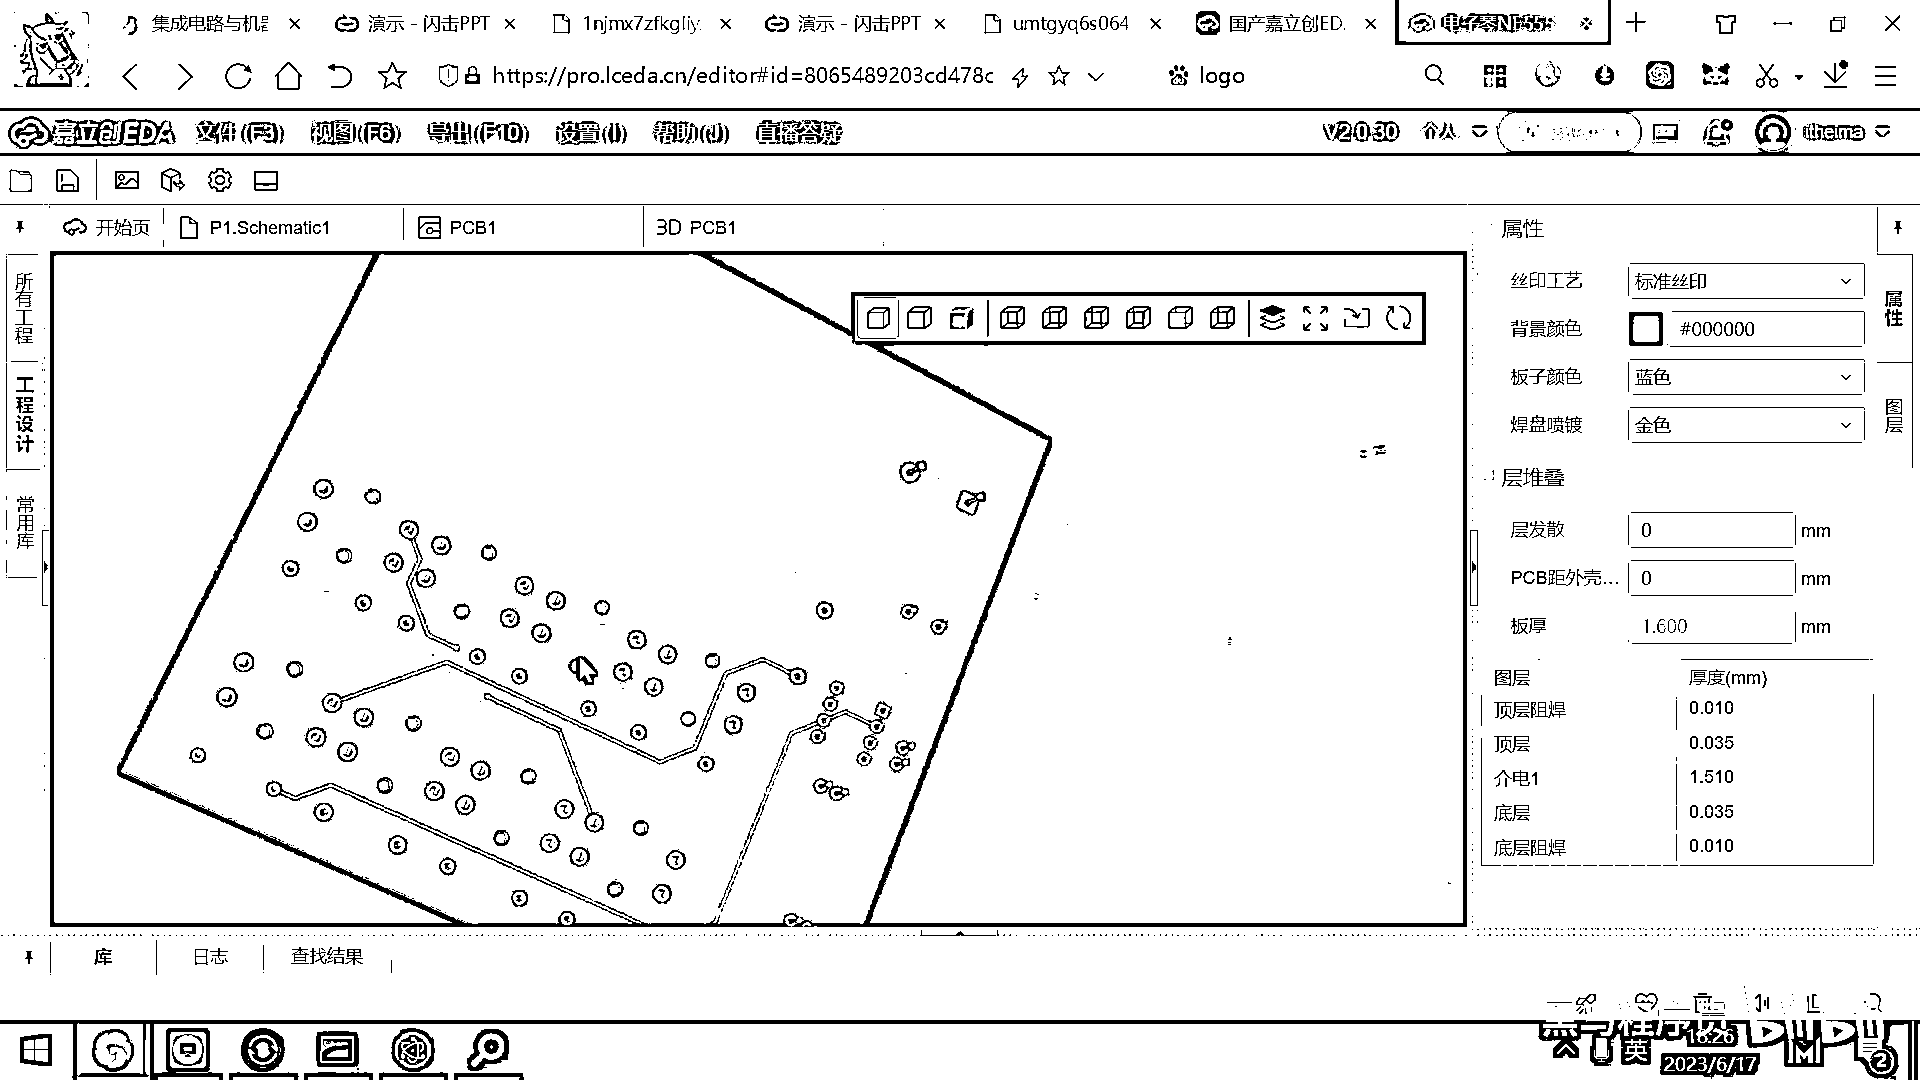 集成电路与机器
演示 - 闪击PPT
1njmx7zfkgliy.
演示 - 闪击PPT
umtgyq6s064
国产嘉立创ED.
电子琴NE555
https://pro.lceda.cn/editor#id=8065489203cd478c
logo
嘉立创EDA
文件(F3)
视图(F6)
导出(F10)
设置(I)
帮助(J)
直播答疑
V2.0.30
个人
itheima
开始页
P1.Schematic1
PCB1
3D PCB1
所有工程
工程设计
常用库
属性
丝印工艺
标准丝印
背景颜色
#000000
板子颜色
蓝色
焊盘喷镀
金色
层堆叠
层发散
0
mm
PCB距外壳...
0
mm
板厚
1.600
mm
图层
厚度(mm)
顶层阻焊
0.010
顶层
0.035
介电1
1.510
底层
0.035
底层阻焊
0.010
属性
图层
库
日志
查找结果
黑马程序员
英
18:26
2023/6/17
2